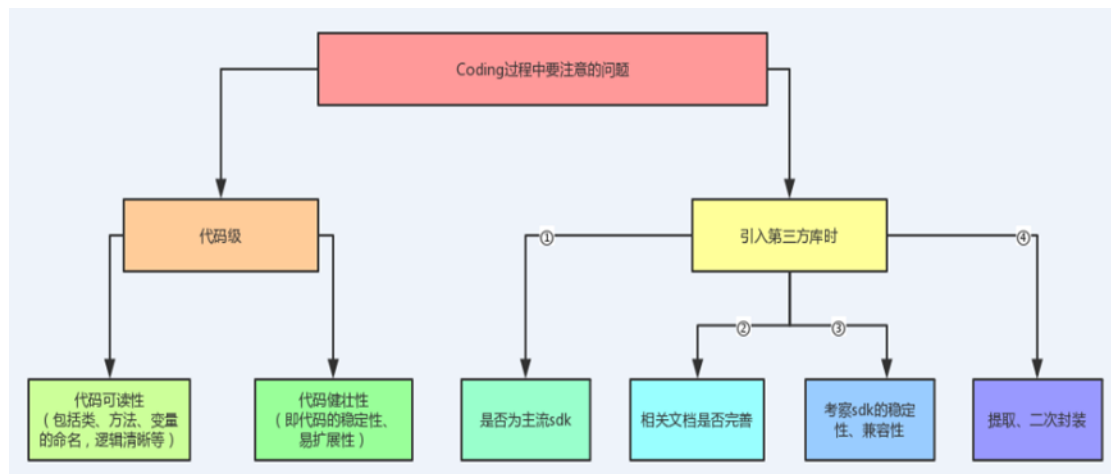 Coding过程中要注意的问题
代码级
引入第三方库时
①
④
②
③
代码可读性
（包括类、方法、变量
的命名，逻辑清晰等）
代码健壮性
（即代码的稳定性、
易扩展性）
是否为主流sdk
相关文档是否完善
考察sdk的稳定
性、兼容性
提取、二次封装